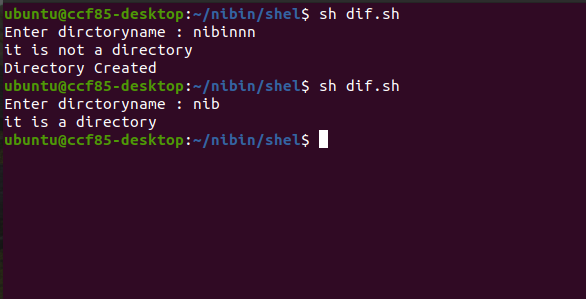 ubuntu@ccf85-desktop:~/nibin/shel$ sh dif.sh
Enter dirctoryname : nibinnn
it is not a directory
Directory Created
ubuntu@ccf85-desktop:~/nibin/shel$ sh dif.sh
Enter dirctoryname : nib
it is a directory
ubuntu@ccf85-desktop:~/nibin/shel$